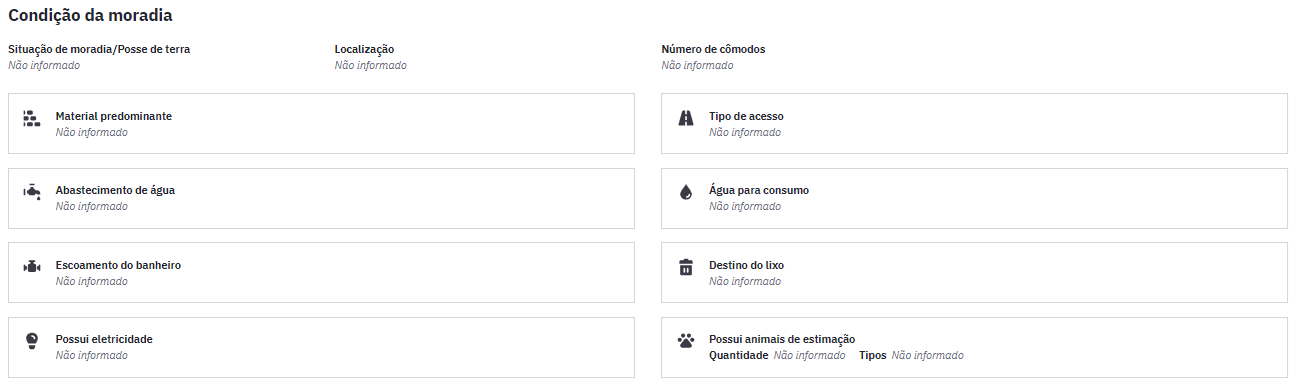 Condição da moradia
Situação de moradia/Posse de terra
Não informado
Localização
Não informado
Número de cômodos
Não informado
Material predominante
Não informado
Tipo de acesso
Não informado
Abastecimento de água
Não informado
Água para consumo
Não informado
Escoamento do banheiro
Não informado
Destino do lixo
Não informado
Possui eletricidade
Não informado
Possui animais de estimação
Quantidade Não informado Tipos Não informado